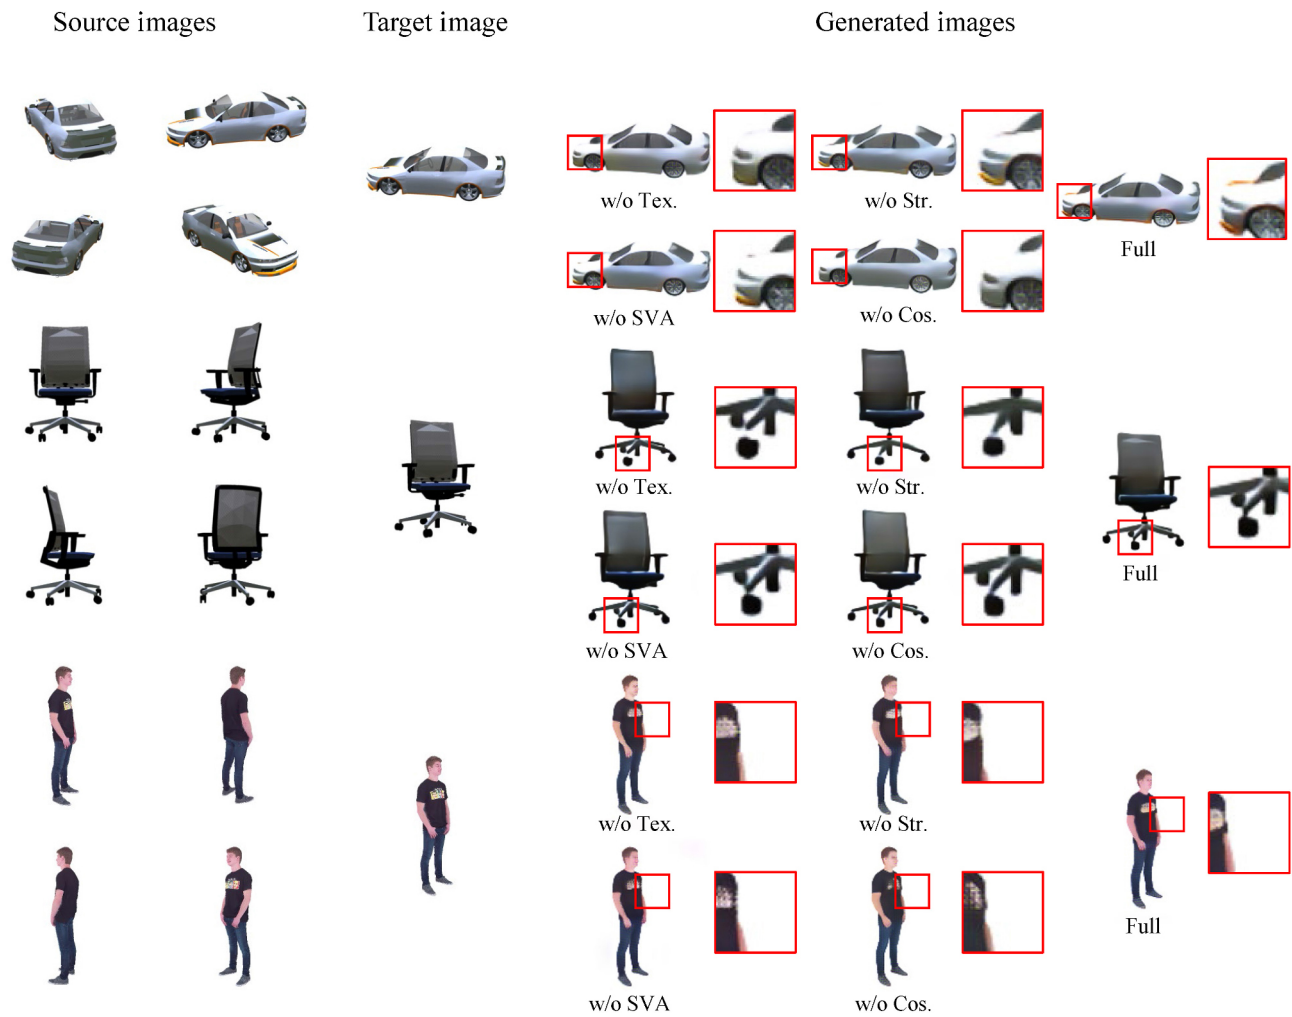 Source images
Target image
Generated images
w/o Tex.
w/o Str.
Full
w/o SVA
w/o Cos.
w/o Tex.
w/o Str.
Full
w/o SVA
w/o Cos.
w/o Tex.
w/o Str.
Full
w/o SVA
w/o Cos.